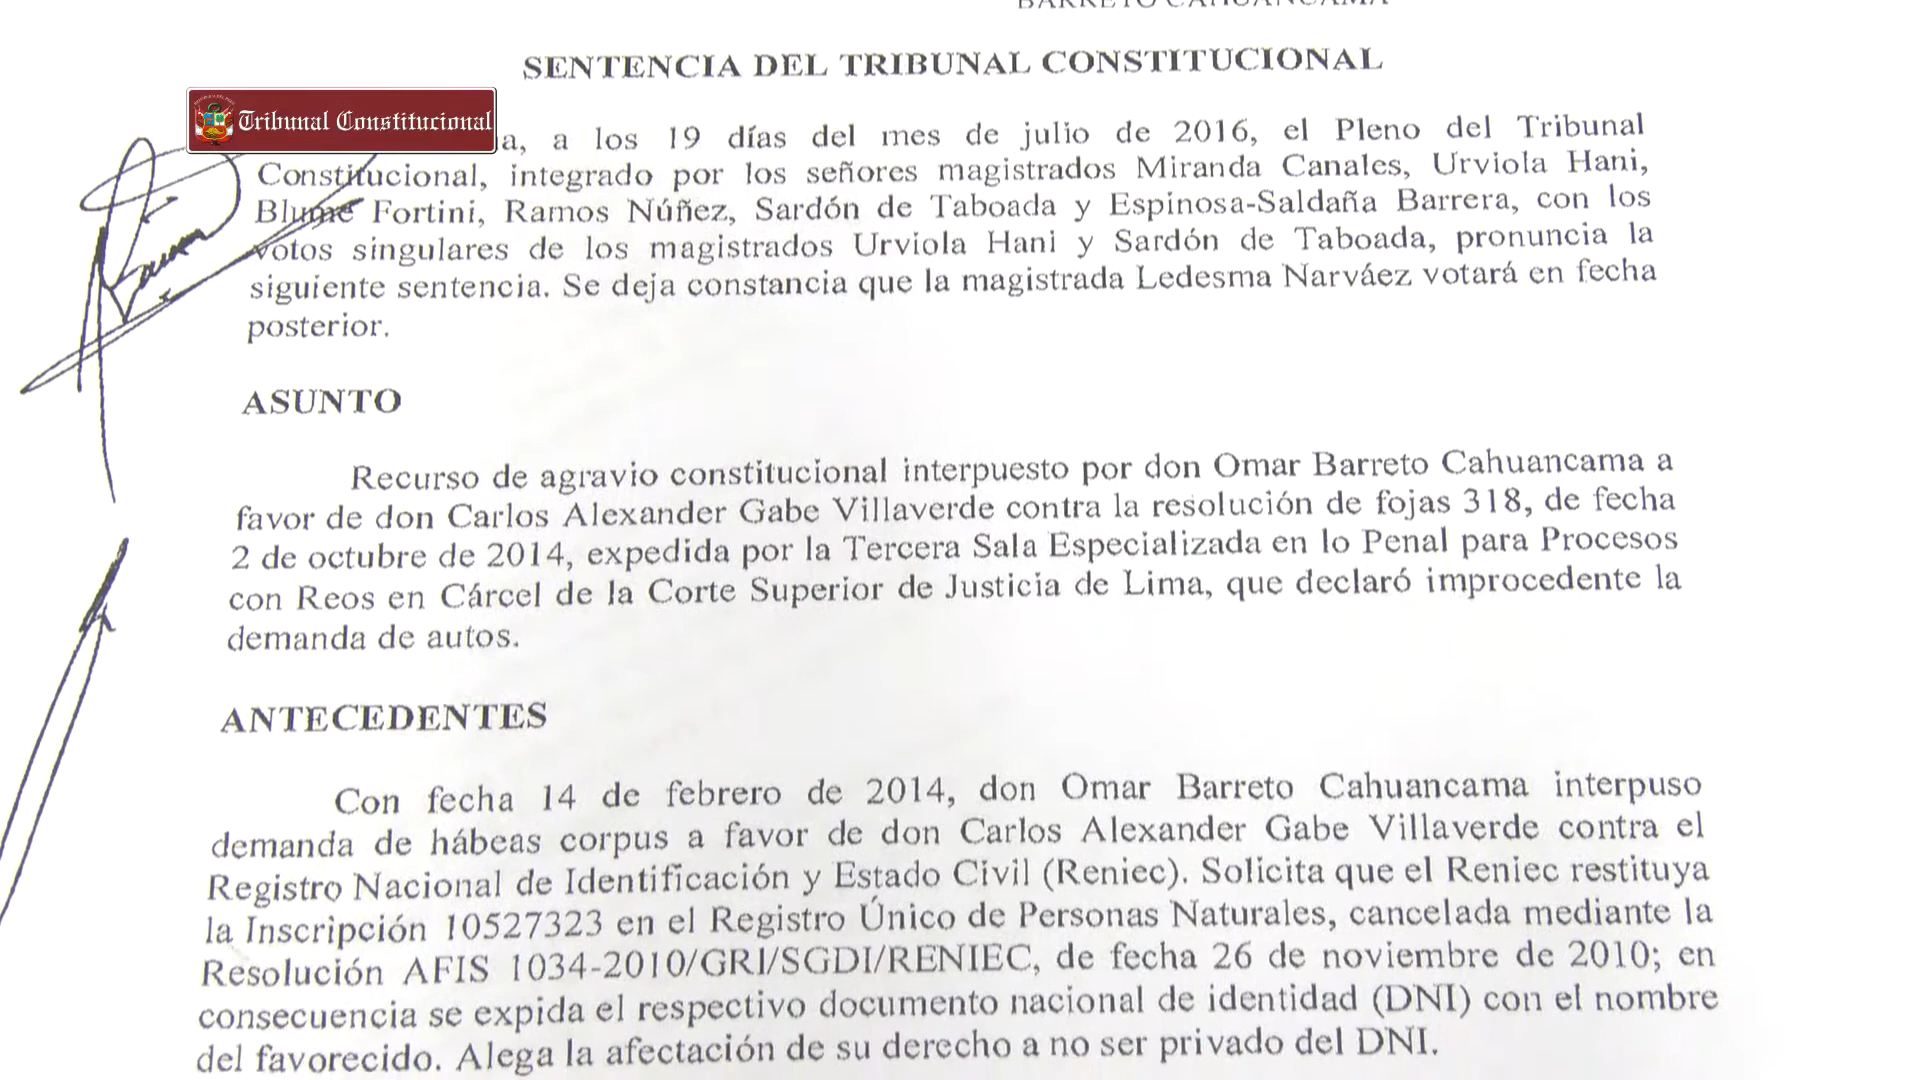 BARRETO CAHUANCAMA
SENTENCIA DEL TRIBUNAL CONSTITUCIONAL
Tribunal Constitucional
a, a los 19 días del mes de julio de 2016, el Pleno del Tribunal
Constitucional, integrado por los señores magistrados Miranda Canales, Urviola Hani,
Blume Fortini, Ramos Núñez, Sardón de Taboada y Espinosa-Saldaña Barrera, con los
votos singulares de los magistrados Urviola Hani y Sardón de Taboada, pronuncia la
siguiente sentencia. Se deja constancia que la magistrada Ledesma Narváez votará en fecha
posterior.
ASUNTO
Recurso de agravio constitucional interpuesto por don Omar Barreto Cahuancama a
favor de don Carlos Alexander Gabe Villaverde contra la resolución de fojas 318, de fecha
2 de octubre de 2014, expedida por la Tercera Sala Especializada en lo Penal para Procesos
con Reos en Cárcel de la Corte Superior de Justicia de Lima, que declaró improcedente la
demanda de autos.
ANTECEDENTES
Con fecha 14 de febrero de 2014, don Omar Barreto Cahuancama interpuso
demanda de hábeas corpus a favor de don Carlos Alexander Gabe Villaverde contra el
Registro Nacional de Identificación y Estado Civil (Reniec). Solicita que el Reniec restituya
la Inscripción 10527323 en el Registro Único de Personas Naturales, cancelada mediante la
Resolución AFIS 1034-2010/GRI/SGDI/RENIEC, de fecha 26 de noviembre de 2010; en
consecuencia se expida el respectivo documento nacional de identidad (DNI) con el nombre
del favorecido. Alega la afectación de su derecho a no ser privado del DNI.